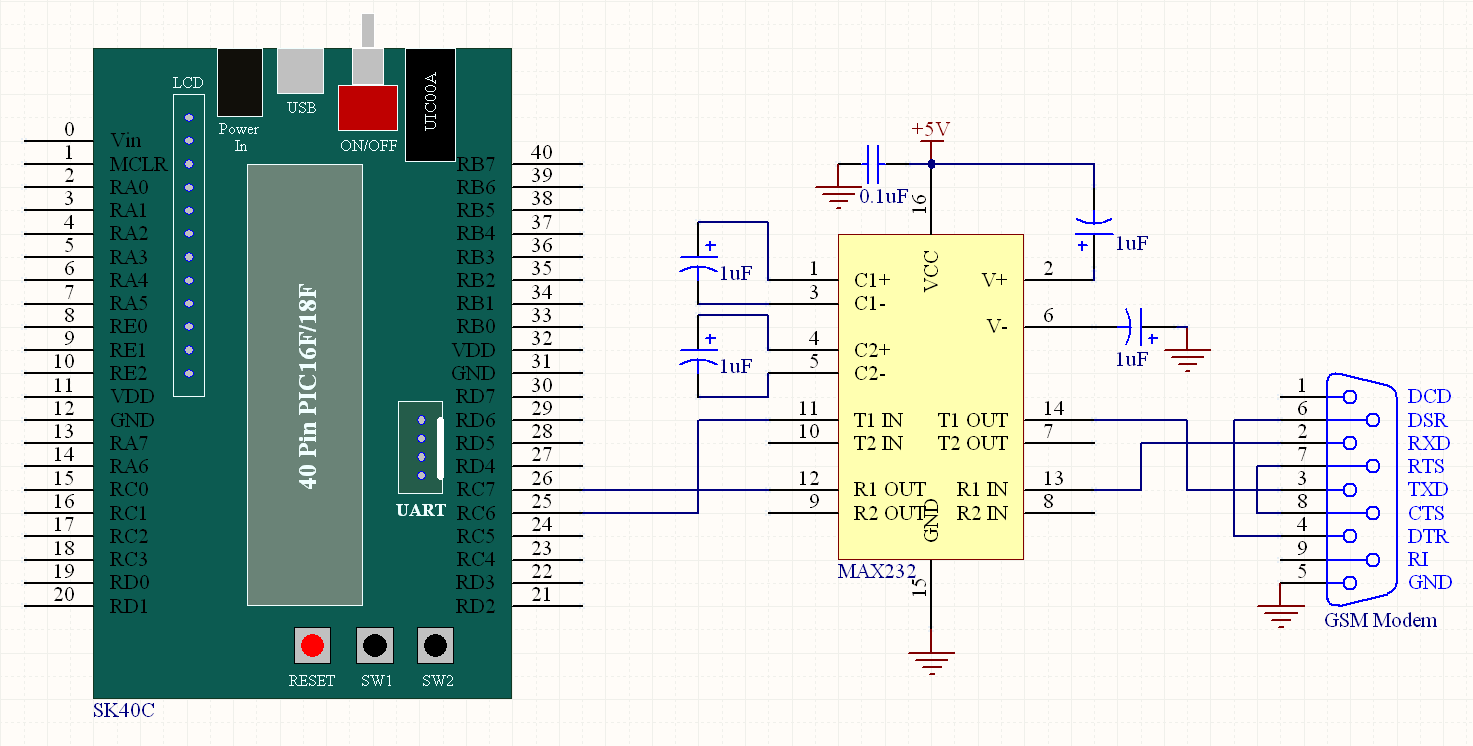 LCD
Power
In
USB
ON/OFF
UIC00A
0 Vin
1 MCLR
2 RA0
3 RA1
4 RA2
5 RA3
6 RA4
7 RA5
8 RE0
9 RE1
10 RE2
11 VDD
12 GND
13 RA7
14 RA6
15 RC0
16 RC1
17 RC2
18 RC3
19 RD0
20 RD1
40 Pin PIC16F/18F
RB7 40
RB6 39
RB5 38
RB4 37
RB3 36
RB2 35
RB1 34
RB0 33
VDD 32
GND 31
RD7 30
RD6 29
RD5 28
RD4 27
RC7 26
RC6 25
RC5 24
RC4 23
RD3 22
RD2 21
UART
RESET
SW1
SW2
SK40C
+5V
0.1uF
16
+
1uF
+
1uF
+
1uF
+
1uF
VCC
1 C1+
3 C1-
4 C2+
5 C2-
11 T1 IN
10 T2 IN
12 R1 OUT
9 R2 OUT
V+ 2
V- 6
T1 OUT 14
T2 OUT 7
R1 IN 13
R2 IN 8
GND
MAX232
15
1 DCD
6 DSR
2 RXD
7 RTS
3 TXD
8 CTS
4 DTR
9 RI
5 GND
GSM Modem